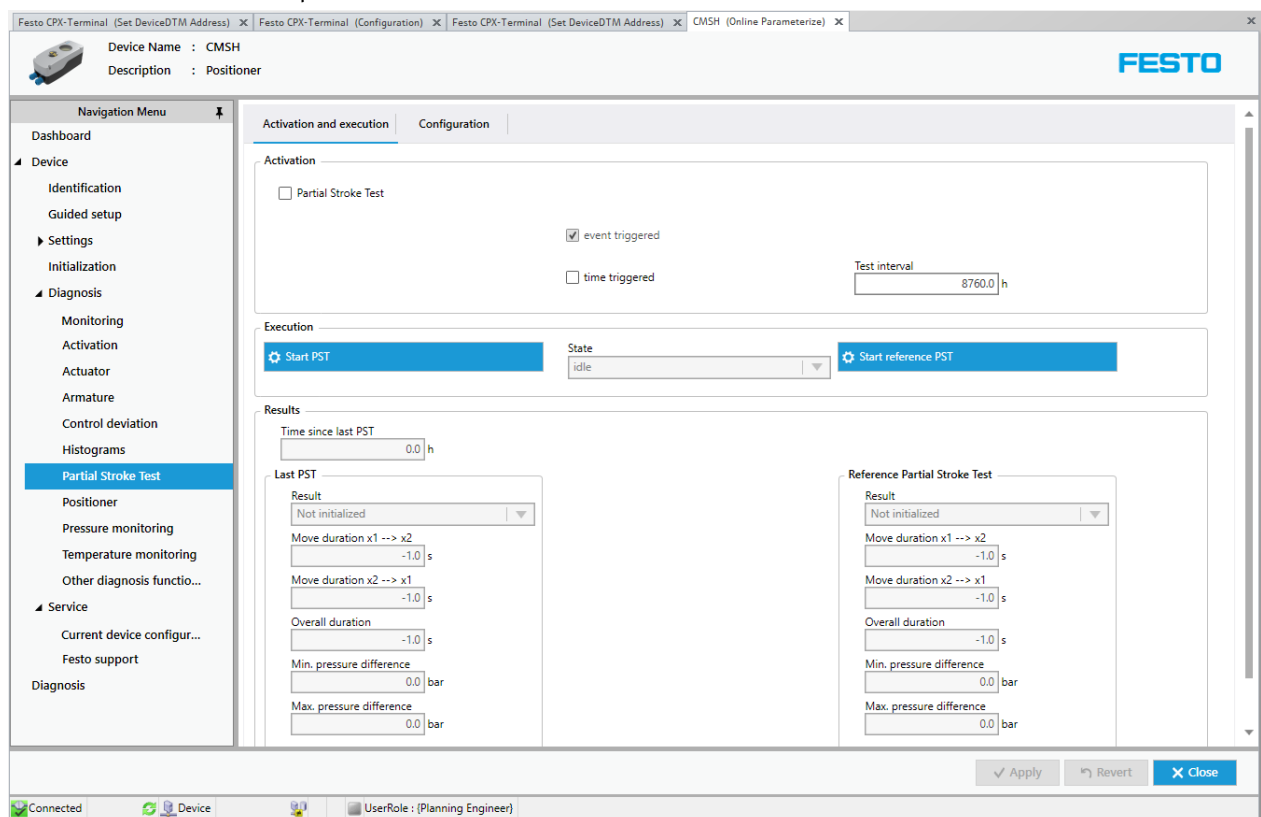 Festo CPX-Terminal (Set DeviceDTM Address)
Festo CPX-Terminal (Configuration)
Festo CPX-Terminal (Set DeviceDTM Address)
CMSH (Online Parameterize)
Device Name : CMSH
Description : Positioner
FESTO
Navigation Menu
Dashboard
Device
Identification
Guided setup
Settings
Initialization
Diagnosis
Monitoring
Activation
Actuator
Armature
Control deviation
Histograms
Partial Stroke Test
Positioner
Pressure monitoring
Temperature monitoring
Other diagnosis functio...
Service
Current device configur...
Festo support
Diagnosis
Activation and execution
Configuration
Activation
Partial Stroke Test
event triggered
time triggered
Test interval
8760.0 h
Execution
Start PST
State
idle
Start reference PST
Results
Time since last PST
0.0 h
Last PST
Result
Not initialized
Move duration x1 --> x2
-1.0 s
Move duration x2 --> x1
-1.0 s
Overall duration
-1.0 s
Min. pressure difference
0.0 bar
Max. pressure difference
0.0 bar
Reference Partial Stroke Test
Result
Not initialized
Move duration x1 --> x2
-1.0 s
Move duration x2 --> x1
-1.0 s
Overall duration
-1.0 s
Min. pressure difference
0.0 bar
Max. pressure difference
0.0 bar
Apply
Revert
Close
Connected
Device
UserRole : {Planning Engineer}